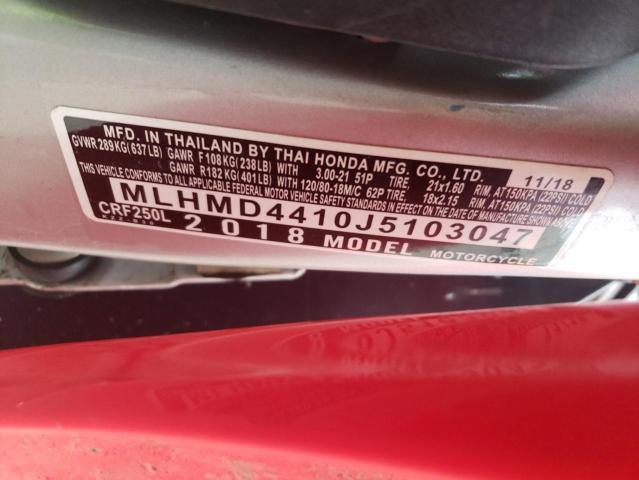 MFD. IN THAILAND BY THAI HONDA MFG. CO., LTD. 11/18
GVWR 289KG(637LB) GAWR F108KG(238LB) WITH 3.00-21 51P TIRE, 21x1.60 RIM, AT150KPA(22PSI) COLD
GAWR R182KG(401LB) WITH 120/80-18M/C 62P TIRE, 18x2.15 RIM, AT150KPA(22PSI) COLD
THIS VEHICLE CONFORMS TO ALL APPLICABLE FEDERAL MOTOR VEHICLE SAFETY STANDARDS IN EFFECT ON THE DATE OF MANUFACTURE SHOWN ABOVE.
MLHMD4410J5103047
CRF250L 2018 MODEL MOTORCYCLE